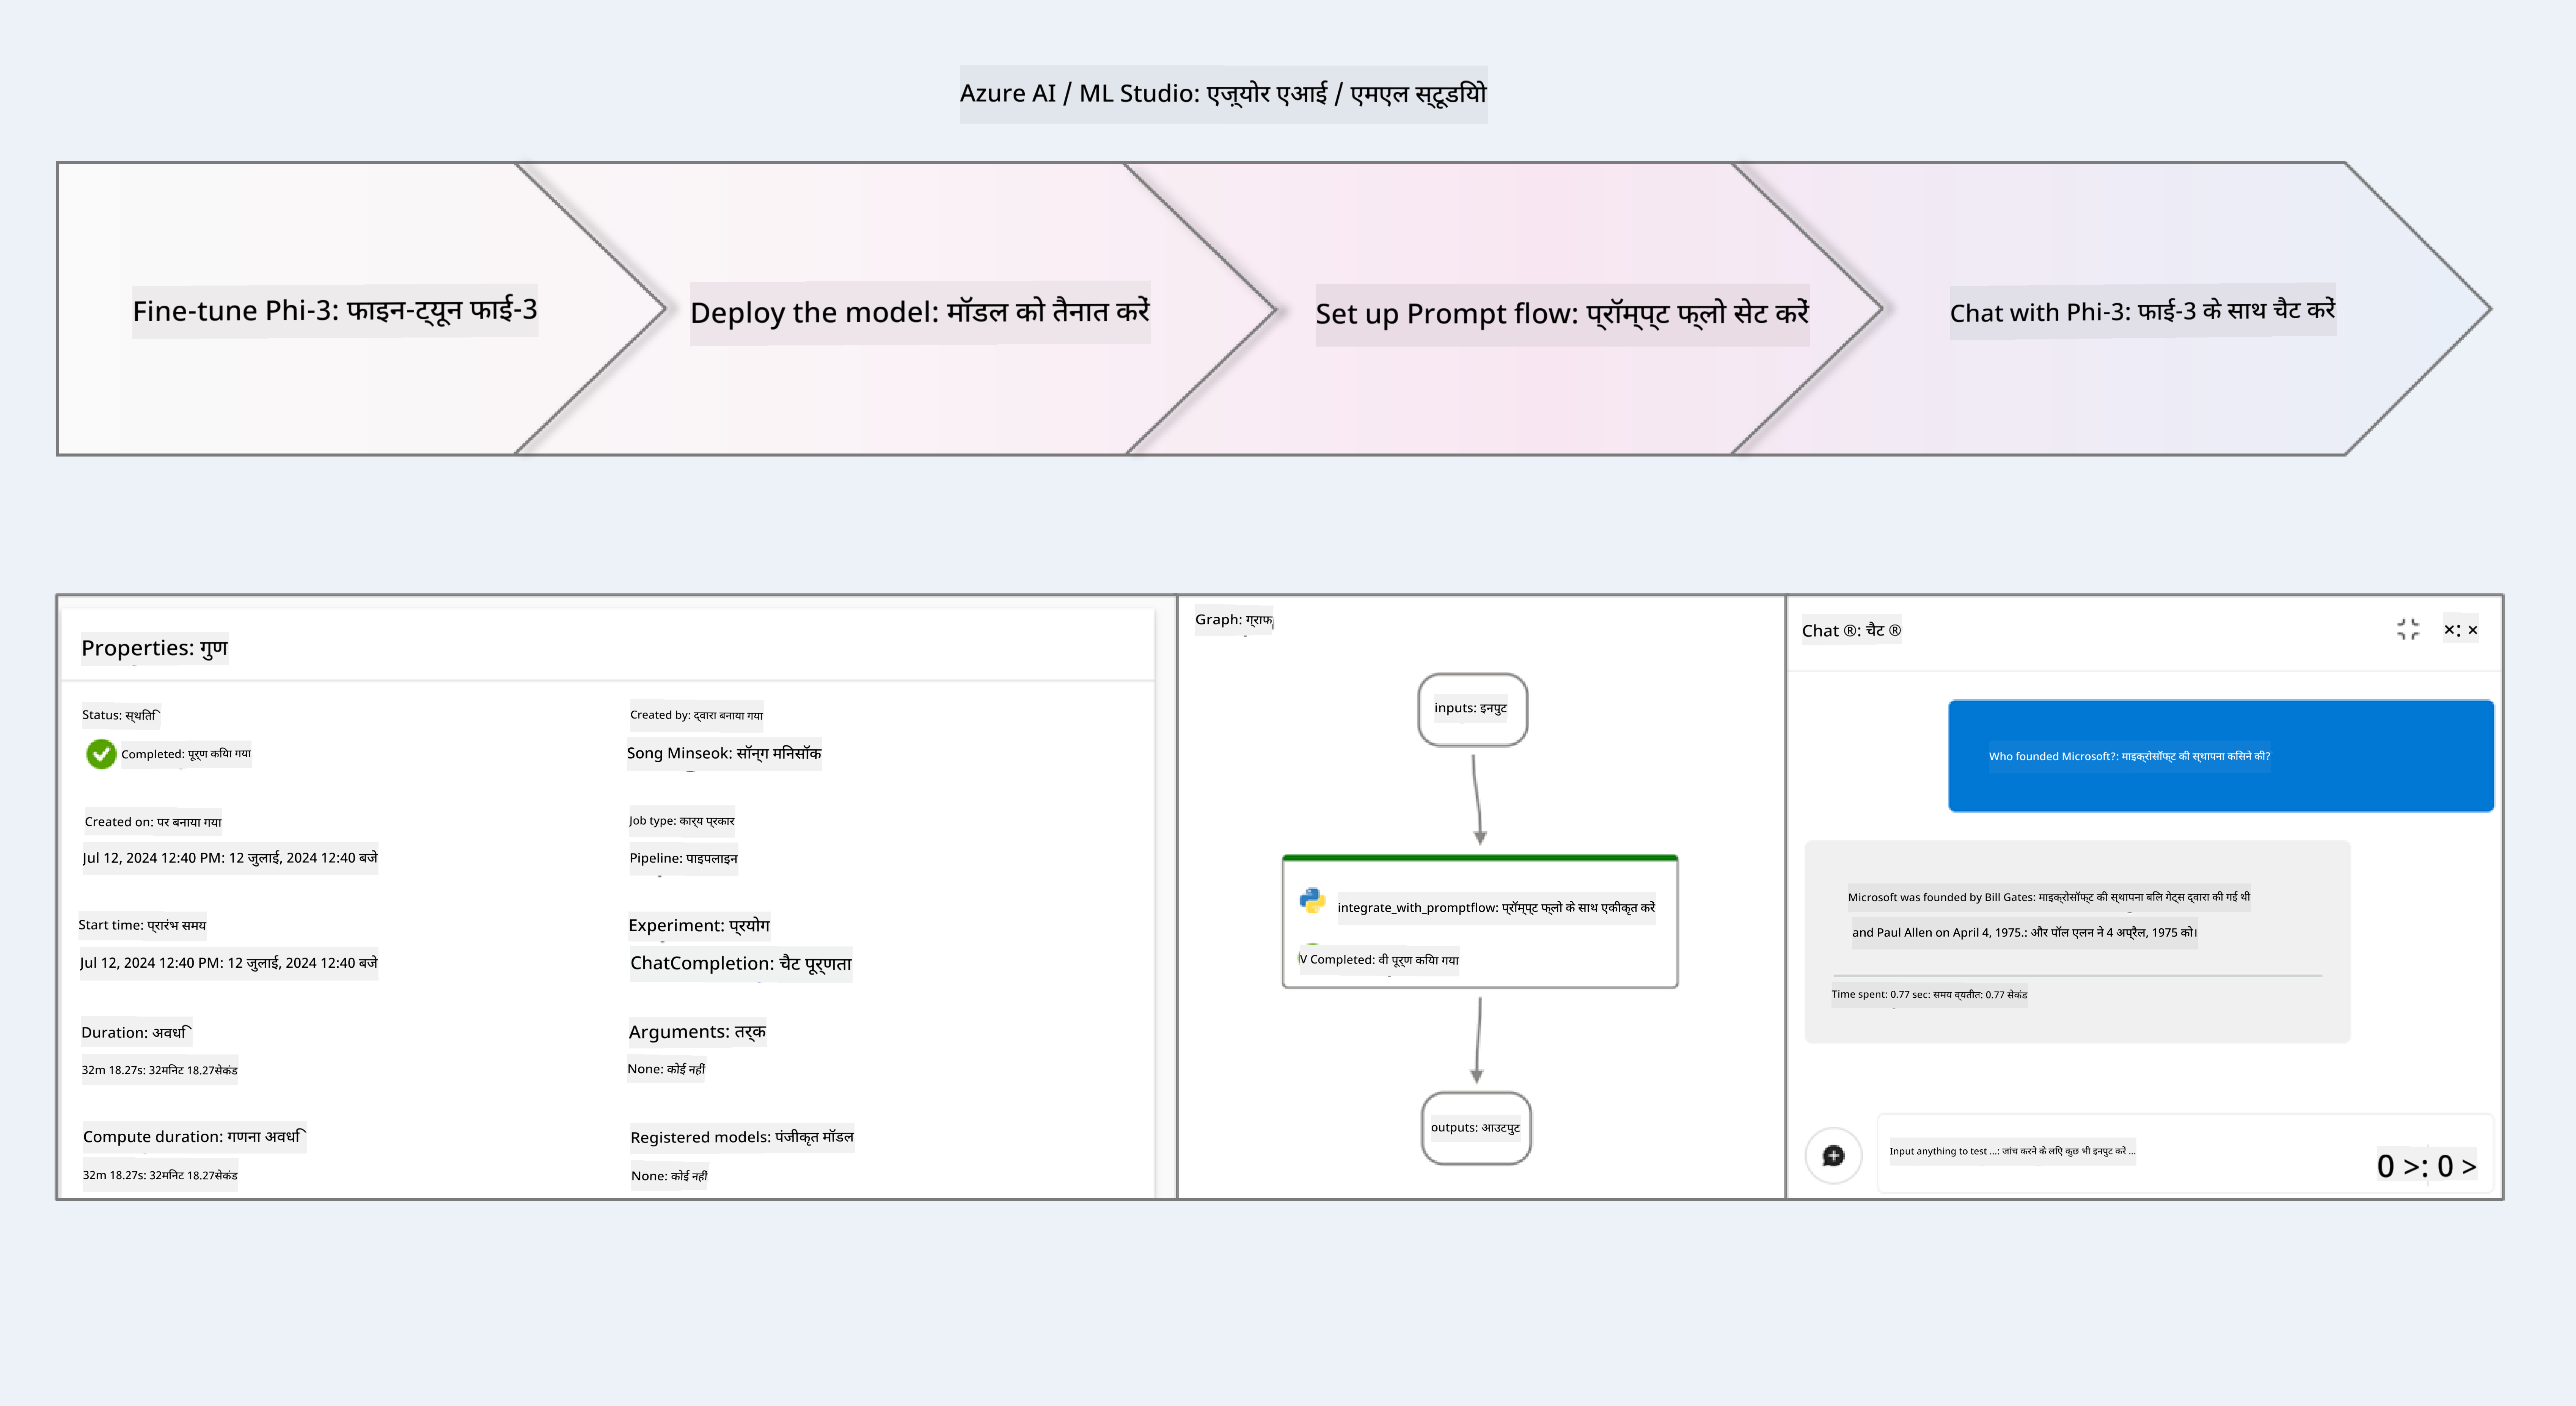 Azure AI / ML Studio: एज़्योर एआई / एमएल स्टूडियो
Fine-tune Phi-3: फाइन-ट्यून फाई-3
Deploy the model: मॉडल को तैनात करें
Set up Prompt flow: प्रॉम्प्ट फ्लो सेट करें
Chat with Phi-3: फाई-3 के साथ चैट करें
Properties: गुण
Status: स्थिति
Completed: पूर्ण किया गया
Created on: पर बनाया गया
Jul 12, 2024 12:40 PM: 12 जुलाई, 2024 12:40 बजे
Start time: प्रारंभ समय
Jul 12, 2024 12:40 PM: 12 जुलाई, 2024 12:40 बजे
Duration: अवधि
32m 18.27s: 32मिनट 18.27सेकंड
Compute duration: गणना अवधि
32m 18.27s: 32मिनट 18.27सेकंड
Created by: द्वारा बनाया गया
Song Minseok: सॉन्ग मिनसॉक
Job type: कार्य प्रकार
Pipeline: पाइपलाइन
Experiment: प्रयोग
ChatCompletion: चैट पूर्णता
Arguments: तर्क
None: कोई नहीं
Registered models: पंजीकृत मॉडल
None: कोई नहीं
Graph: ग्राफ
inputs: इनपुट
integrate_with_promptflow: प्रॉम्प्ट फ्लो के साथ एकीकृत करें
V Completed: वी पूर्ण किया गया
outputs: आउटपुट
Chat ®: चैट ®
×: ×
Who founded Microsoft?: माइक्रोसॉफ्ट की स्थापना किसने की?
Microsoft was founded by Bill Gates: माइक्रोसॉफ्ट की स्थापना बिल गेट्स द्वारा की गई थी
and Paul Allen on April 4, 1975.: और पॉल एलन ने 4 अप्रैल, 1975 को।
Time spent: 0.77 sec: समय व्यतीत: 0.77 सेकंड
Input anything to test ...: जांच करने के लिए कुछ भी इनपुट करें ...
0 >: 0 >